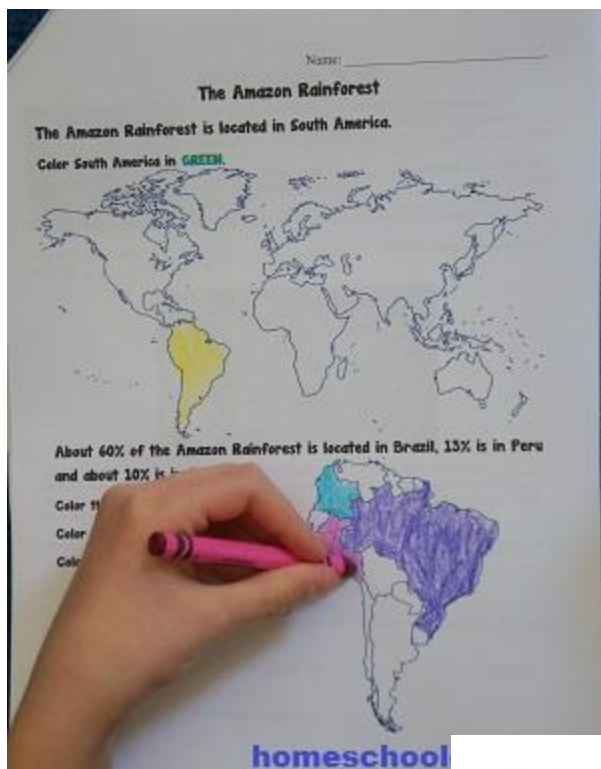 Name:
The Amazon Rainforest
The Amazon Rainforest is located in South America.
Color South America in GREEN.
About 60% of the Amazon Rainforest is located in Brazil, 13% is in Peru
and about 10% is
Color
Color
homeschool